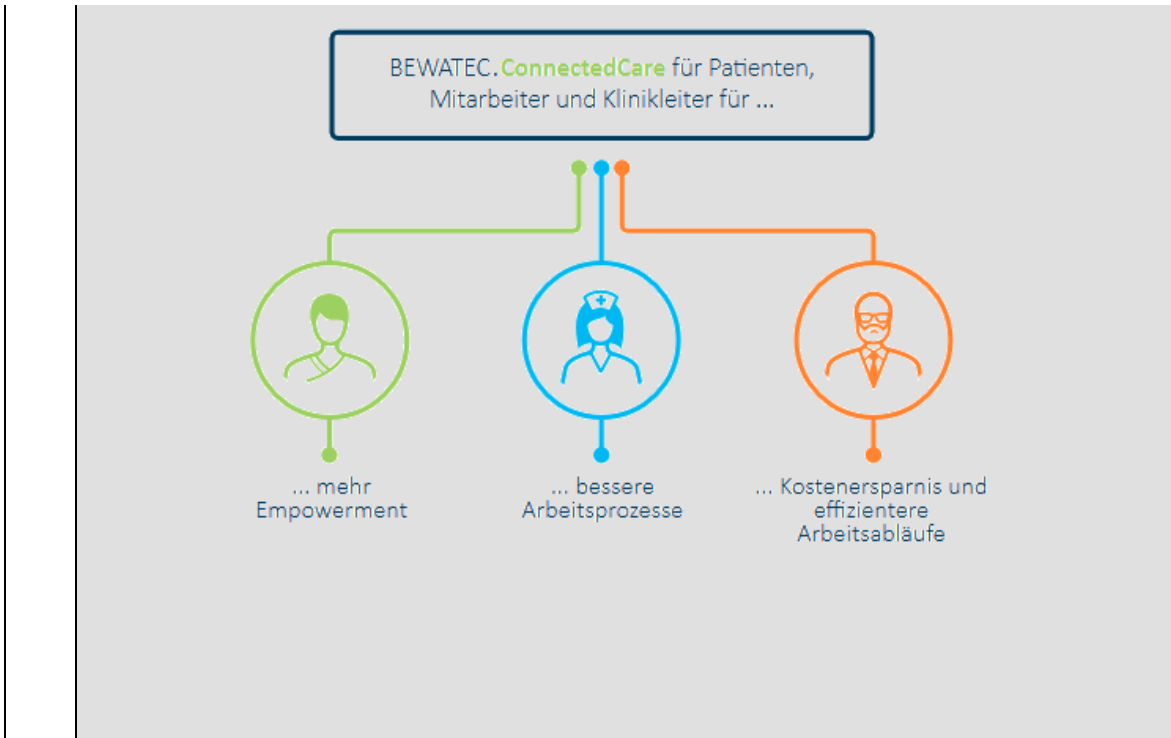 BEWATEC.ConnectedCare für Patienten,
Mitarbeiter und Klinikleiter für ...
... mehr
Empowerment
... bessere
Arbeitsprozesse
... Kostenersparnis und
effizientere
Arbeitsabläufe